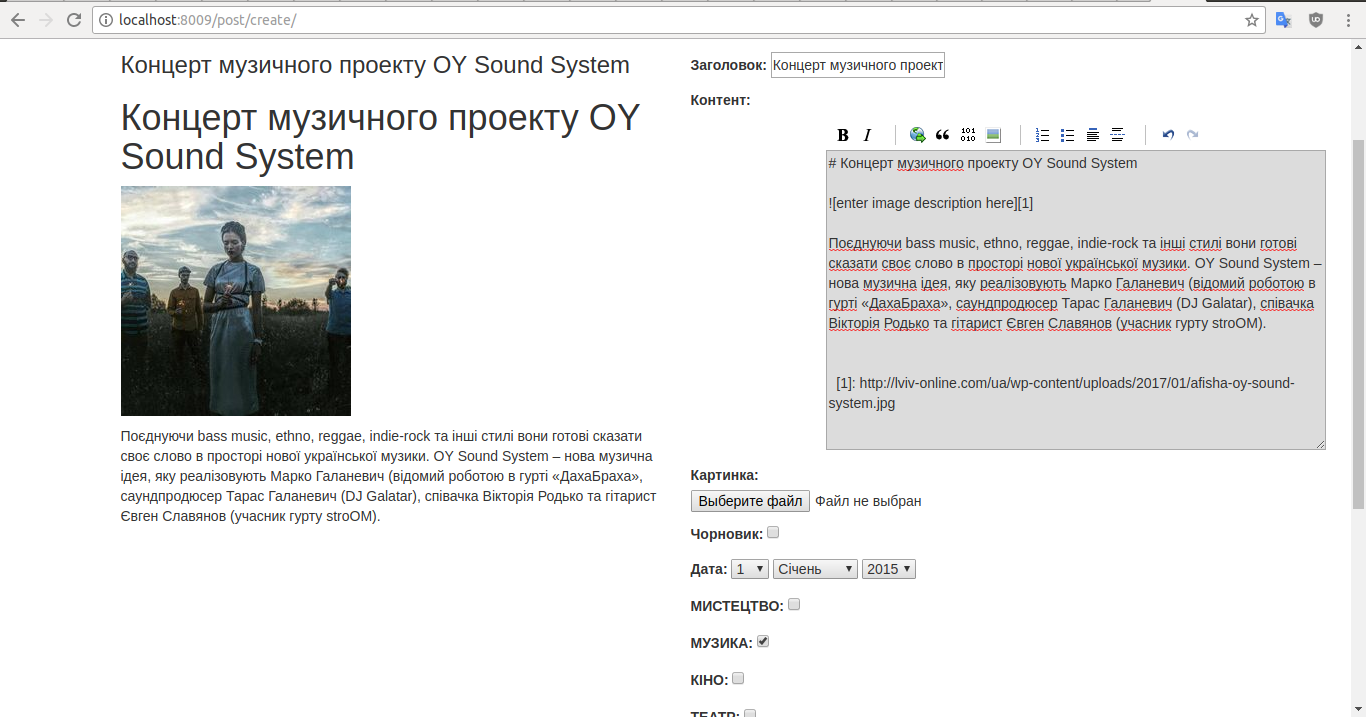 localhost:8009/post/create/
Концерт музичного проекту OY Sound System
Концерт музичного проекту OY
Sound System
Поєднуючи bass music, ethno, reggae, indie-rock та інші стилі вони готові сказати
своє слово в просторі нової української музики. OY Sound System – нова музична
ідея, яку реалізовують Марко Галаневич (відомий роботою в гурті «ДахаБраха»,
саундпродюсер Тарас Галаневич (DJ Galatar), співачка Вікторія Родько та гітарист
Євген Славянов (учасник гурту stroOM).
Заголовок: Концерт музичного проект
Контент:
B I
101
010
# Концерт музичного проекту OY Sound System
![enter image description here][1]
Поєднуючи bass music, ethno, reggae, indie-rock та інші стилі вони готові
сказати своє слово в просторі нової української музики. OY Sound System –
нова музична ідея, яку реалізовують Марко Галаневич (відомий роботою в
гурті «ДахаБраха», саундпродюсер Тарас Галаневич (DJ Galatar), співачка
Вікторія Родько та гітарист Євген Славянов (учасник гурту stroOM).
[1]: http://lviv-online.com/ua/wp-content/uploads/2017/01/afisha-oy-sound-
system.jpg
Картинка:
Выберите файл Файл не выбран
Чорновик:
Дата: 1 Січень 2015
МИСТЕЦТВО:
МУЗИКА:
КІНО:
ТЕАТР: